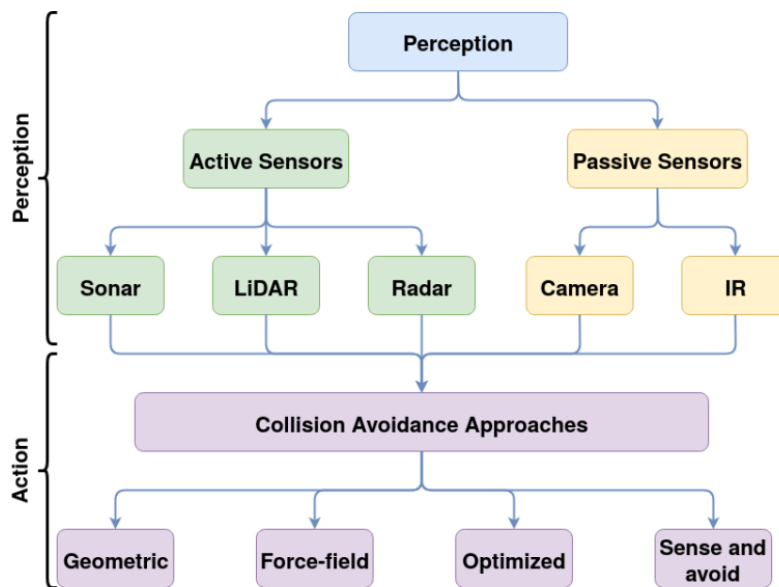 Perception
Perception
Active Sensors
Passive Sensors
Sonar
LiDAR
Radar
Camera
IR
Action
Collision Avoidance Approaches
Geometric
Force-field
Optimized
Sense and
avoid